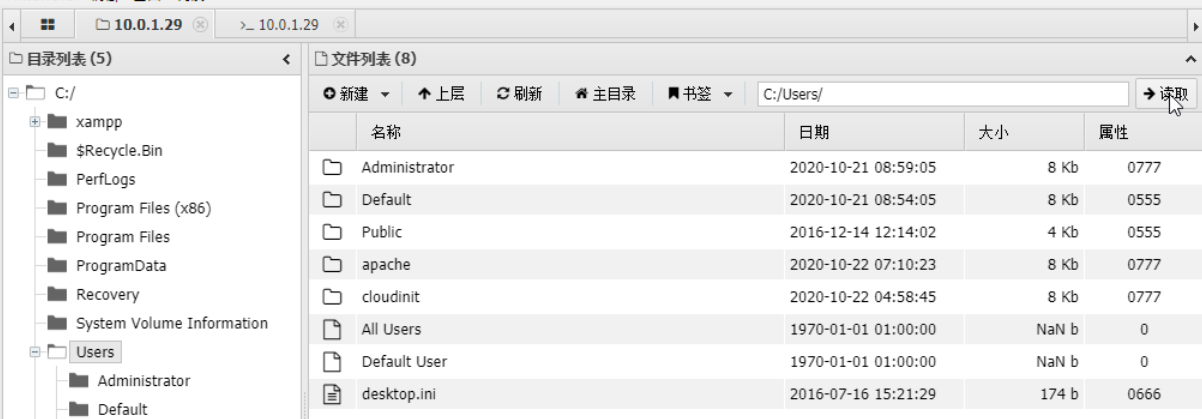 10.0.1.29
>_ 10.0.1.29
目录列表 (5)
文件列表 (8)
C:/
xampp
$Recycle.Bin
PerfLogs
Program Files (x86)
Program Files
ProgramData
Recovery
System Volume Information
Users
Administrator
Default
新建 上层 刷新 主目录 书签 C:/Users/ 读取
名称 日期 大小 属性
Administrator 2020-10-21 08:59:05 8 Kb 0777
Default 2020-10-21 08:54:05 8 Kb 0555
Public 2016-12-14 12:14:02 4 Kb 0555
apache 2020-10-22 07:10:23 8 Kb 0777
cloudinit 2020-10-22 04:58:45 8 Kb 0777
All Users 1970-01-01 01:00:00 NaN b 0
Default User 1970-01-01 01:00:00 NaN b 0
desktop.ini 2016-07-16 15:21:29 174 b 0666